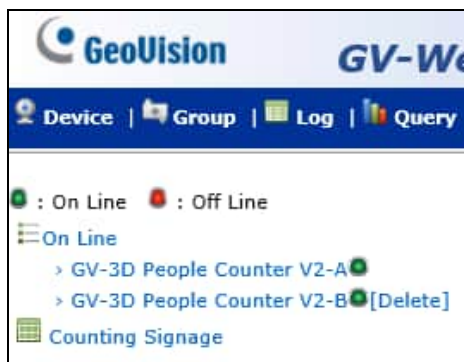 GeoVision GV-We
Device | Group | Log | Query
: On Line : Off Line
On Line
> GV-3D People Counter V2-A
> GV-3D People Counter V2-B[Delete]
Counting Signage